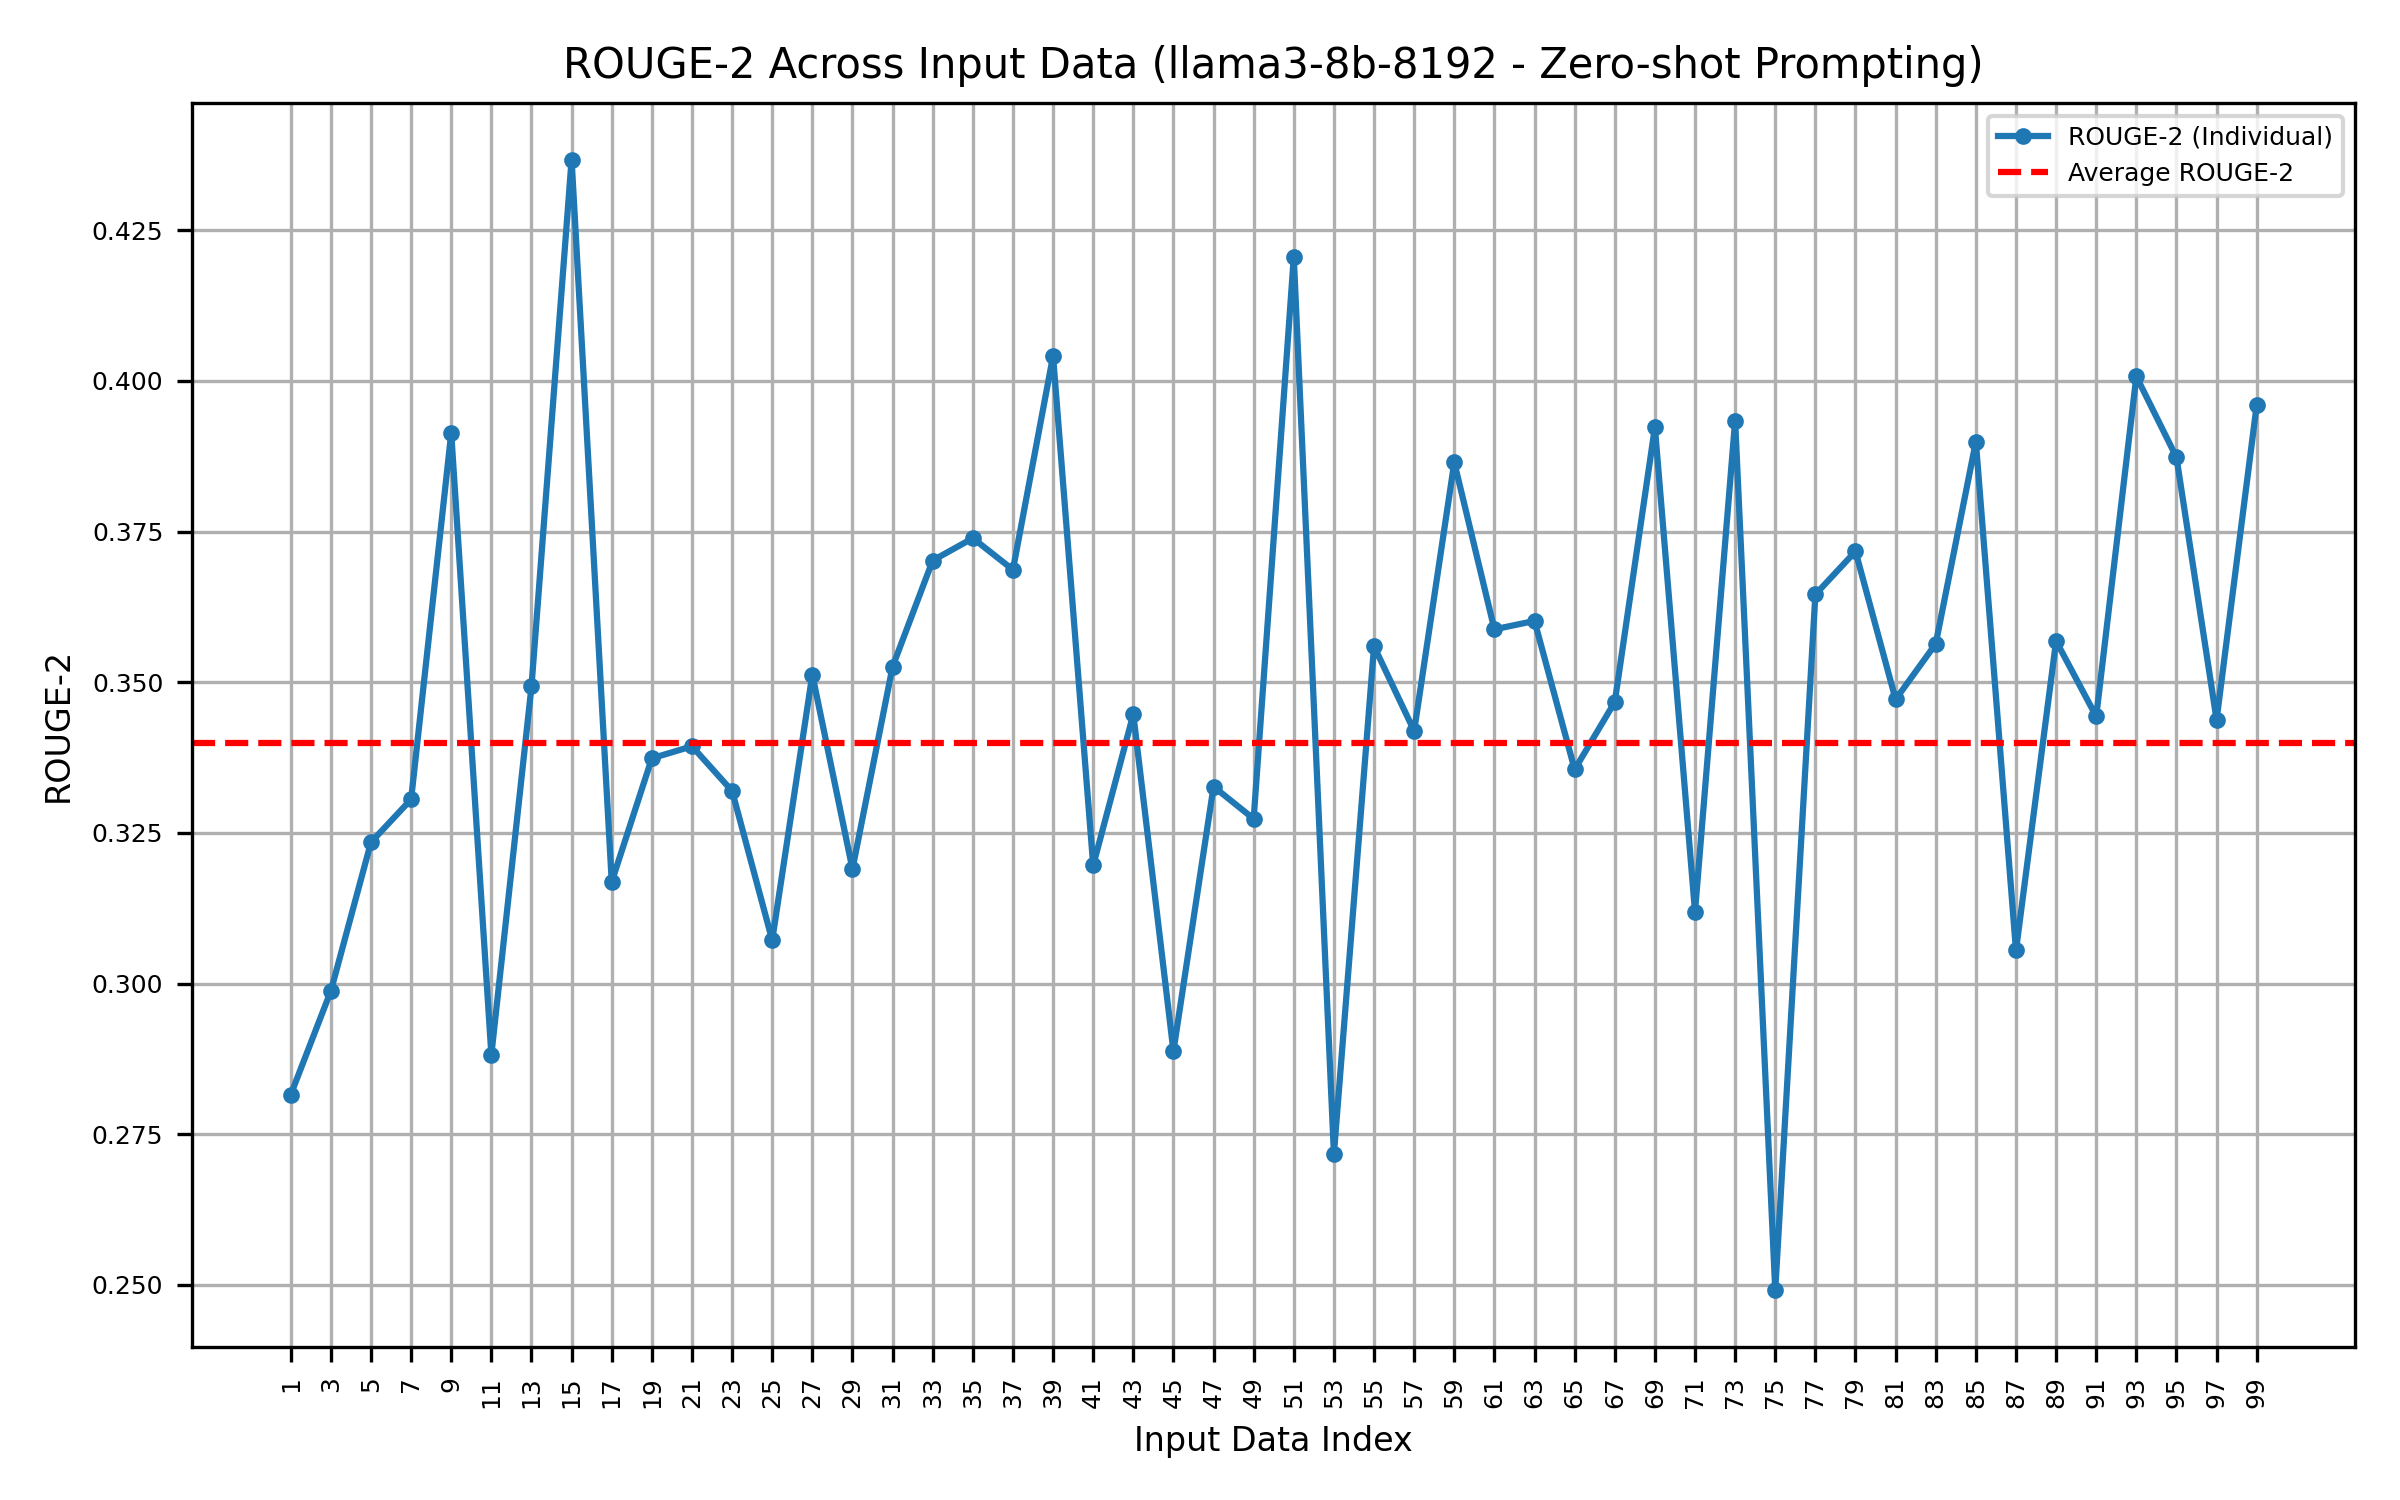 ROUGE-2 Across Input Data (llama3-8b-8192 - Zero-shot Prompting)
ROUGE-2 (Individual)
Average ROUGE-2
0.425
0.400
0.375
0.350
0.325
0.300
0.275
0.250
ROUGE-2
1 3 5 7 9 11 13 15 17 19 21 23 25 27 29 31 33 35 37 39 41 43 45 47 49 51 53 55 57 59 61 63 65 67 69 71 73 75 77 79 81 83 85 87 89 91 93 95 97 99
Input Data Index